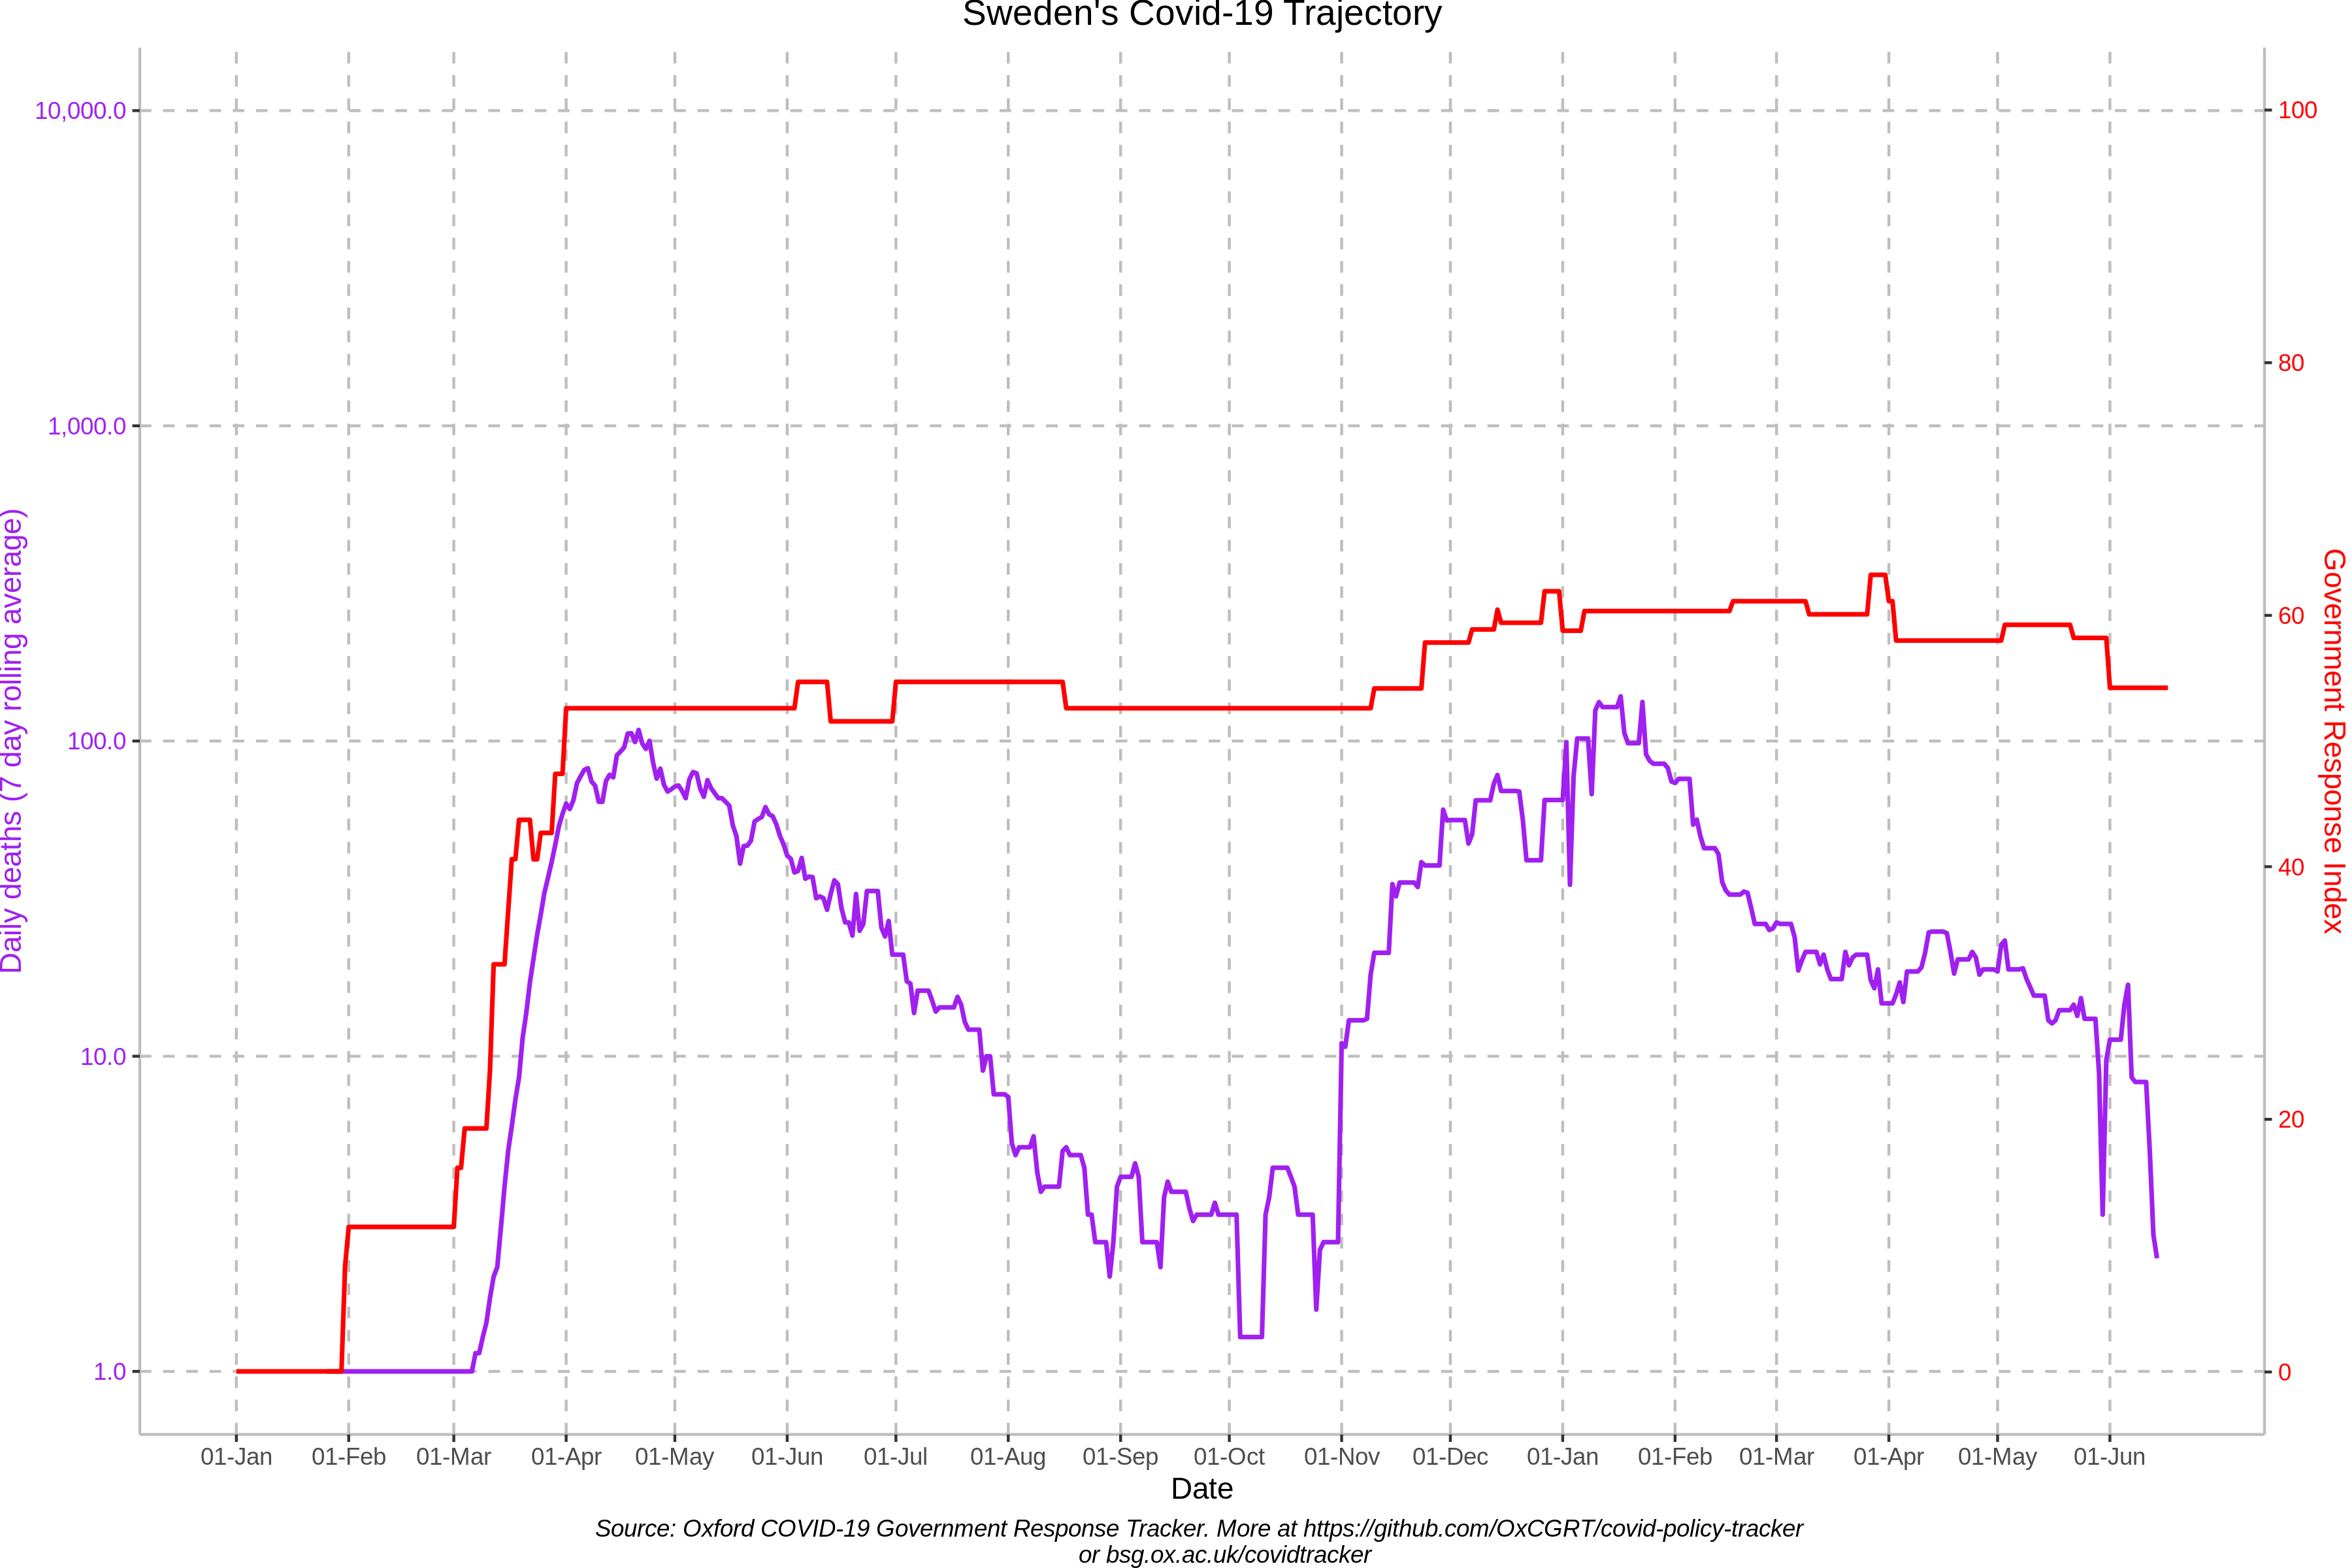 Sweden's Covid-19 Trajectory
10,000.0
1,000.0
100.0
10.0
1.0
Daily deaths (7 day rolling average)
100
80
60
40
20
0
Government Response Index
01-Jan 01-Feb 01-Mar 01-Apr 01-May 01-Jun 01-Jul 01-Aug 01-Sep 01-Oct 01-Nov 01-Dec 01-Jan 01-Feb 01-Mar 01-Apr 01-May 01-Jun
Date
Source: Oxford COVID-19 Government Response Tracker. More at https://github.com/OxCGRT/covid-policy-tracker
or bsg.ox.ac.uk/covidtracker